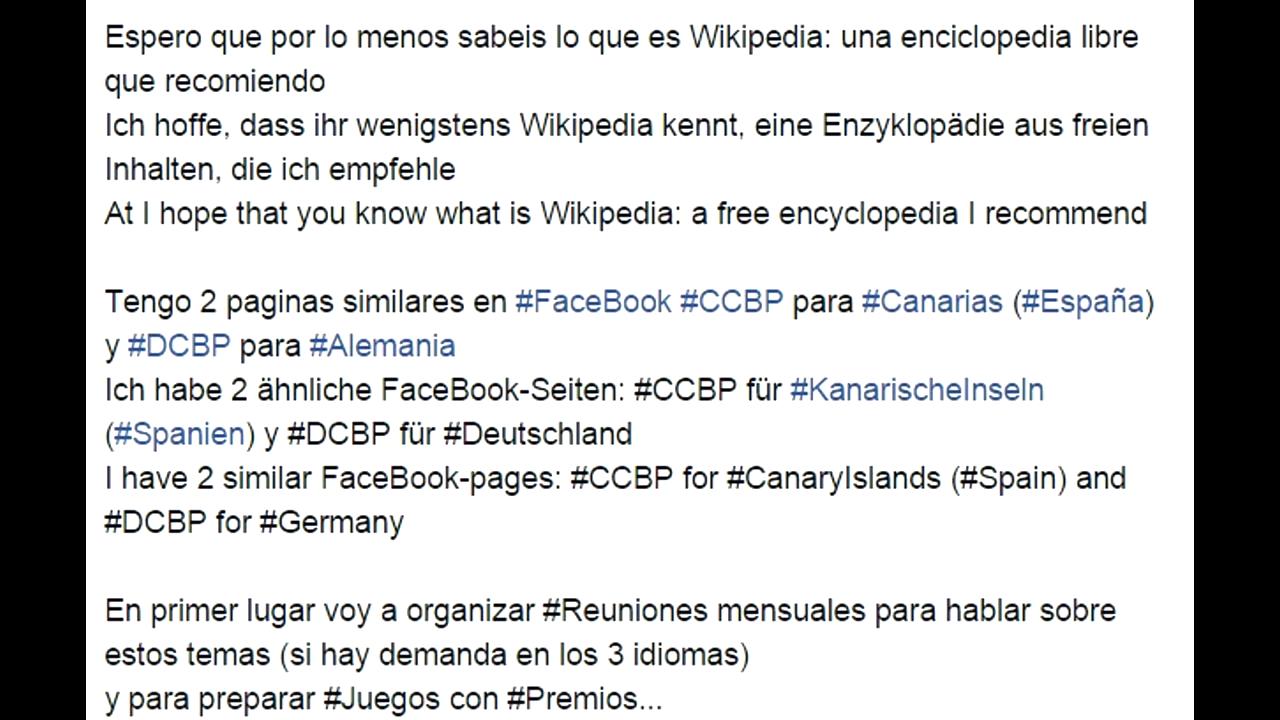 Espero que por lo menos sabeis lo que es Wikipedia: una enciclopedia libre
que recomiendo
Ich hoffe, dass ihr wenigstens Wikipedia kennt, eine Enzyklopädie aus freien
Inhalten, die ich empfehle
At I hope that you know what is Wikipedia: a free encyclopedia I recommend
Tengo 2 paginas similares en #FaceBook #CCBP para #Canarias (#España)
y #DCBP para #Alemania
Ich habe 2 ähnliche FaceBook-Seiten: #CCBP für #KanarischeInseln
(#Spanien) y #DCBP für #Deutschland
I have 2 similar FaceBook-pages: #CCBP for #CanaryIslands (#Spain) and
#DCBP for #Germany
En primer lugar voy a organizar #Reuniones mensuales para hablar sobre
estos temas (si hay demanda en los 3 idiomas)
y para preparar #Juegos con #Premios...